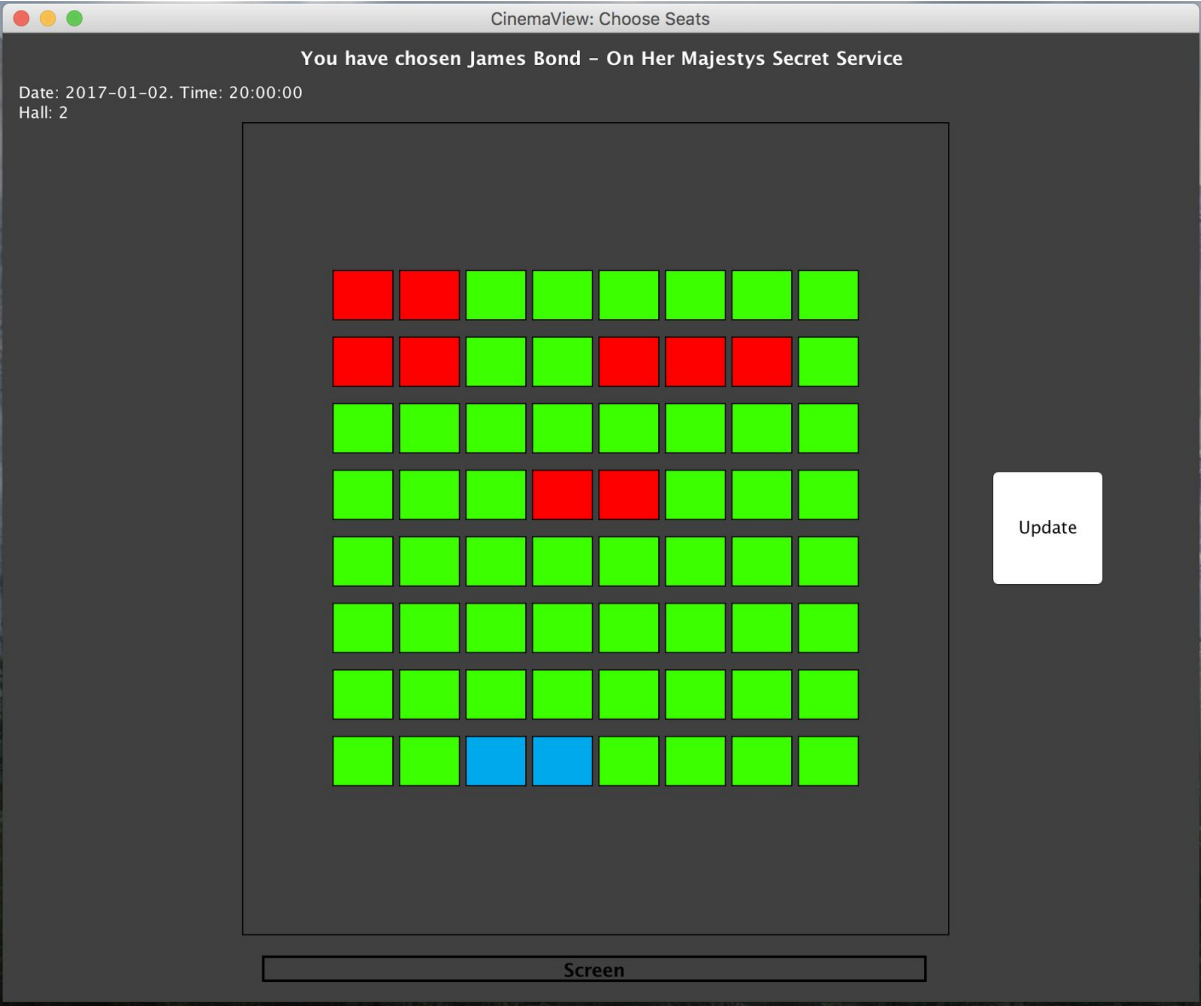 CinemaView: Choose Seats
You have chosen James Bond – On Her Majestys Secret Service
Date: 2017-01-02. Time: 20:00:00
Hall: 2
Update
Screen